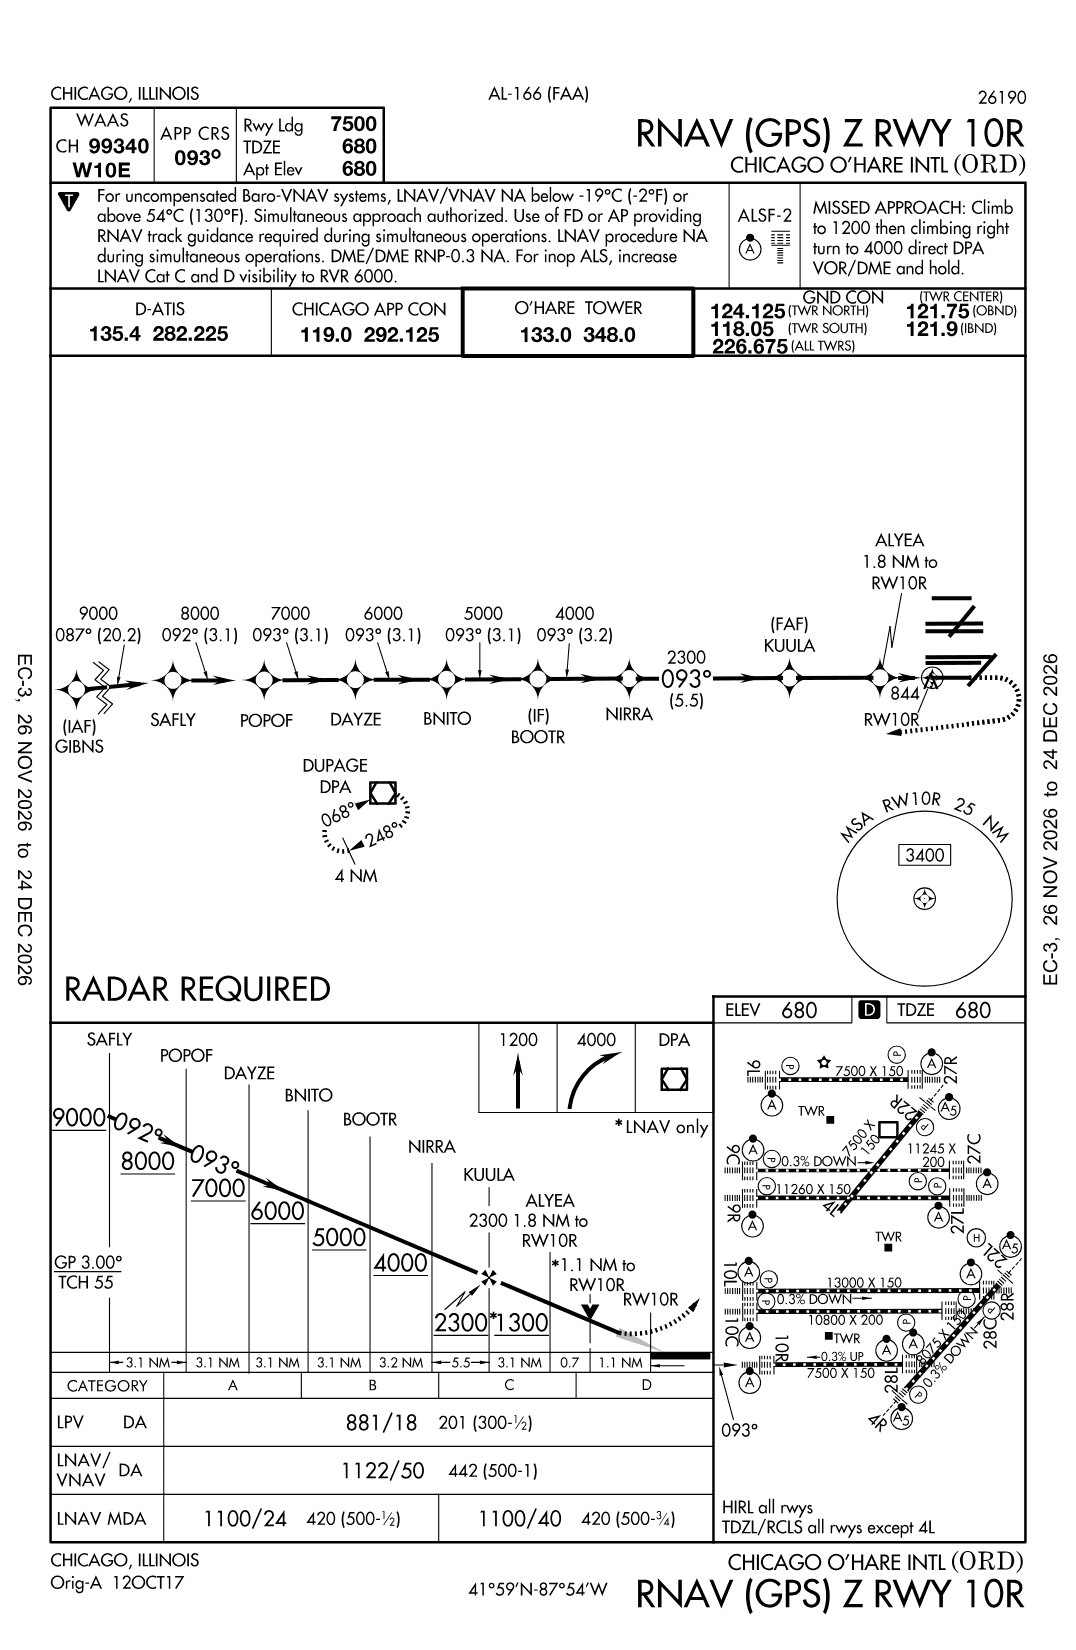 CHICAGO, ILLINOIS
AL-166 (FAA)
26190
WAAS
CH 99340
W10E
APP CRS
093°
Rwy Ldg 7500
TDZE 680
Apt Elev 680
RNAV (GPS) Z RWY 10R
CHICAGO O'HARE INTL (ORD)
T
For uncompensated Baro-VNAV systems, LNAV/VNAV NA below -19°C (-2°F) or
above 54°C (130°F). Simultaneous approach authorized. Use of FD or AP providing
RNAV track guidance required during simultaneous operations. LNAV procedure NA
during simultaneous operations. DME/DME RNP-0.3 NA. For inop ALS, increase
LNAV Cat C and D visibility to RVR 6000.
ALSF-2
A
MISSED APPROACH: Climb
to 1200 then climbing right
turn to 4000 direct DPA
VOR/DME and hold.
D-ATIS
135.4 282.225
CHICAGO APP CON
119.0 292.125
O'HARE TOWER
133.0 348.0
GND CON
124.125 (TWR NORTH)
118.05 (TWR SOUTH)
226.675 (ALL TWRS)
(TWR CENTER)
121.75 (OBND)
121.9 (IBND)
ALYEA
1.8 NM to
RW10R
9000
087° (20.2)
8000
092° (3.1)
7000
093° (3.1)
6000
093° (3.1)
5000
093° (3.1)
4000
093° (3.2)
2300
093°
(5.5)
(FAF)
KUULA
844
RW10R
(IAF)
GIBNS
SAFLY
POPOF
DAYZE
BNITO
(IF)
BOOTR
NIRRA
DUPAGE
DPA
068°
248°
4 NM
MSA RW10R 25 NM
3400
EC-3, 26 NOV 2026 to 24 DEC 2026
EC-3, 26 NOV 2026 to 24 DEC 2026
RADAR REQUIRED
ELEV 680
D
TDZE 680
SAFLY
POPOF
DAYZE
BNITO
BOOTR
NIRRA
KUULA
2300
ALYEA
1.8 NM to
RW10R
*1.1 NM to
RW10R
RW10R
1200
4000
DPA
*LNAV only
9000
092°
8000
093°
7000
6000
5000
4000
2300
*1300
GP 3.00°
TCH 55
3.1 NM
3.1 NM
3.1 NM
3.1 NM
3.2 NM
5.5
3.1 NM
0.7
1.1 NM
CATEGORY A B C D
LPV DA 881/18 201 (300-½)
LNAV/
VNAV DA 1122/50 442 (500-1)
LNAV MDA 1100/24 420 (500-½) 1100/40 420 (500-¾)
9L
P
7500 X 150
P
A
27R
A
TWR
22R
A5
P
7500 X
150
9C
A
P
0.3% DOWN
11245 X
200
27C
A
P
P
11260 X 150
9R
A
P
4L
A
27L
TWR
H
22L
A5
10L
A
P
13000 X 150
A
28R
P
0.3% DOWN
P
10C
A
10800 X 200
P
28C
P
TWR
A
A
8075 X 150
0.3% DOWN
10R
0.3% UP
7500 X 150
28L
A
P
4R
A5
093°
HIRL all rwys
TDZL/RCLS all rwys except 4L
CHICAGO, ILLINOIS
Orig-A 12OCT17
41°59'N-87°54'W
CHICAGO O'HARE INTL (ORD)
RNAV (GPS) Z RWY 10R